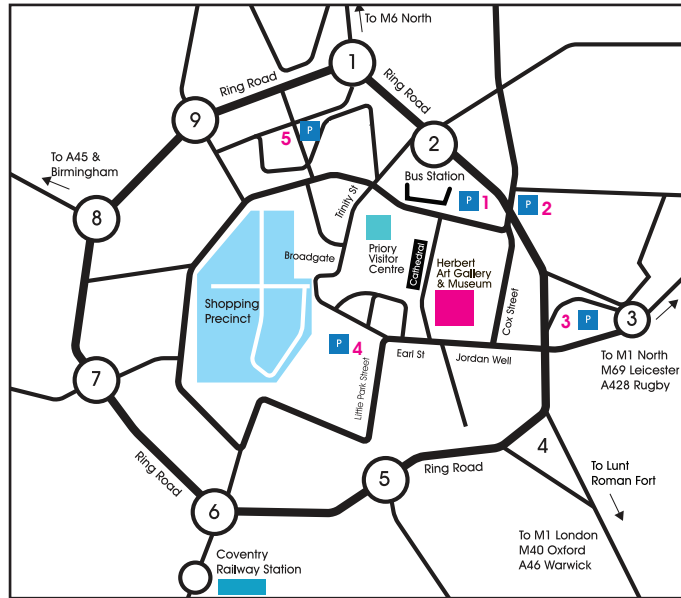 To M6 North
1
Ring Road
Ring Road
9
2
5
P
To A45 &
Birmingham
Bus Station
P
1
P
2
8
Trinity St
Priory
Visitor
Centre
Broadgate
Cathedral
Herbert
Art Gallery
& Museum
Shopping
Precinct
Cox Street
3
P
3
P
4
Earl St
Jordan Well
To M1 North
M69 Leicester
A428 Rugby
Little Park Street
7
4
Ring Road
Ring Road
5
To Lunt
Roman Fort
6
To M1 London
M40 Oxford
A46 Warwick
Coventry
Railway Station